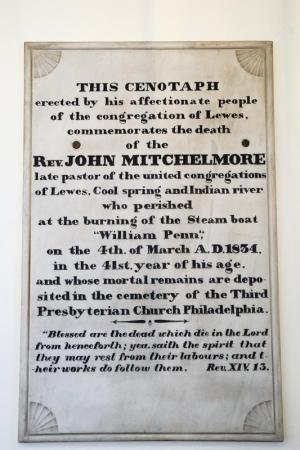 THIS CENOTAPH
erected by his affectionate people
of the congregation of Lewes,
commemorates the death
of the
REV. JOHN MITCHELMORE
late pastor of the united congregations
of Lewes, Cool spring and Indian river
who perished
at the burning of the Steam boat
"William Penn",
on the 4th. of March A.D. 1834,
in the 41st. year of his age.
and whose mortal remains are depo-
sited in the cemetery of the Third
Presbyterian Church Philadelphia.
"Blessed are the dead which die in the Lord
from henceforth; yea. saith the spirit that
they may rest from their labours; and t-
heir works do follow them. Rev. XIV. 13.